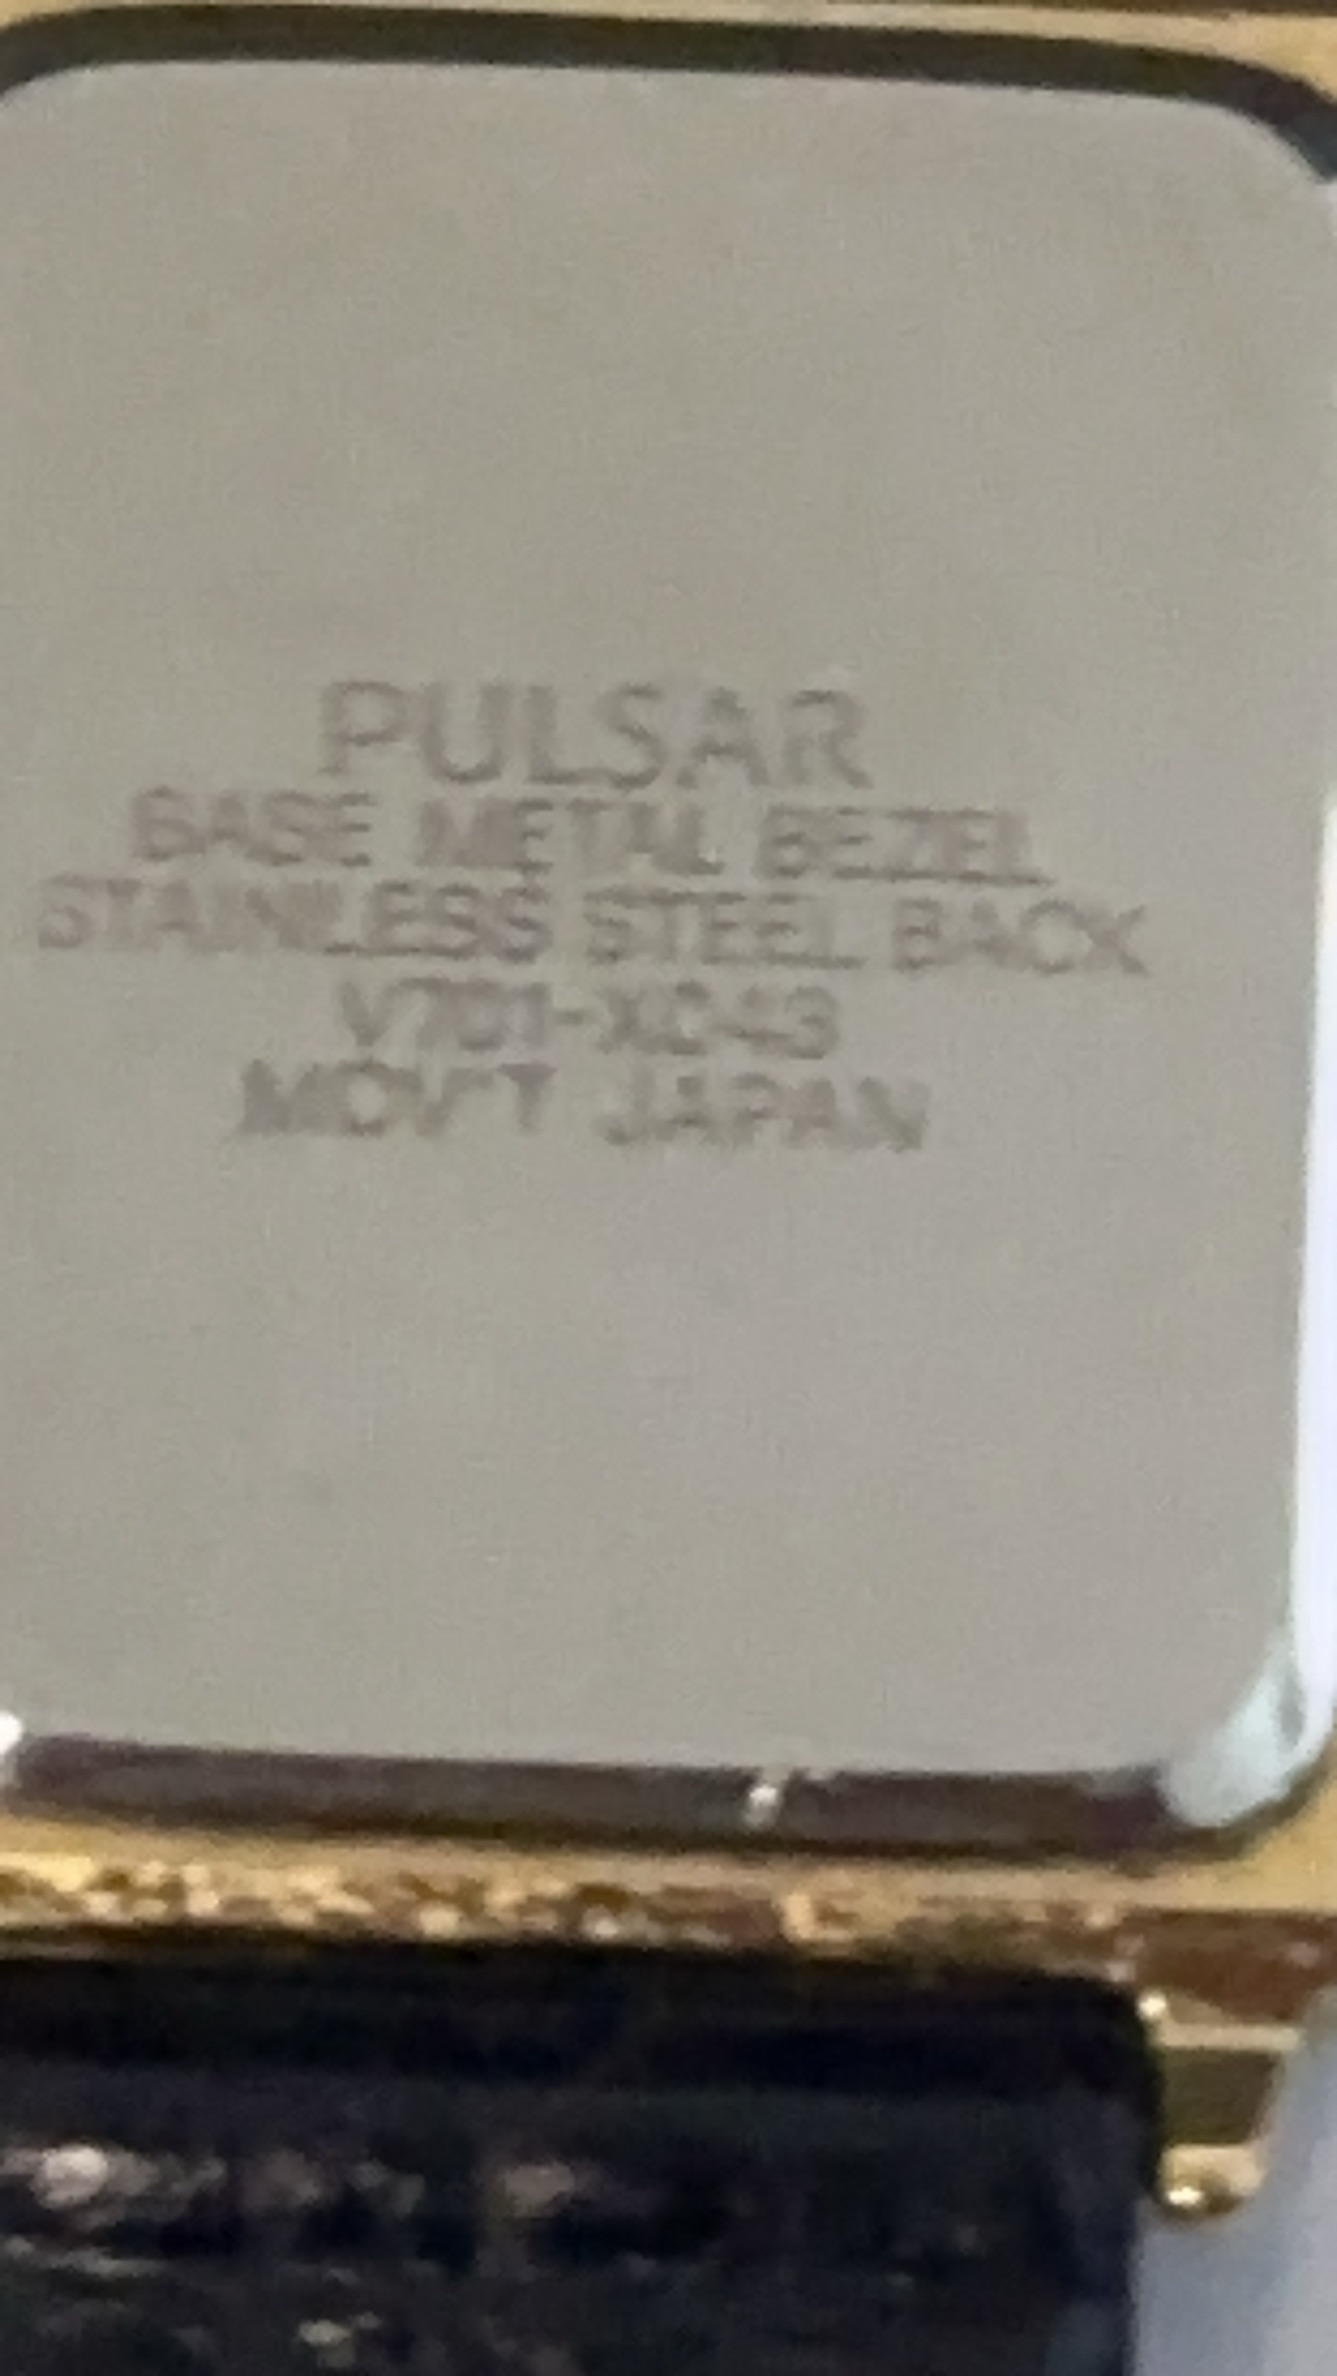 PULSAR
BASE METAL BEZEL
STAINLESS STEEL BACK
V701-X043
MOV'T JAPAN